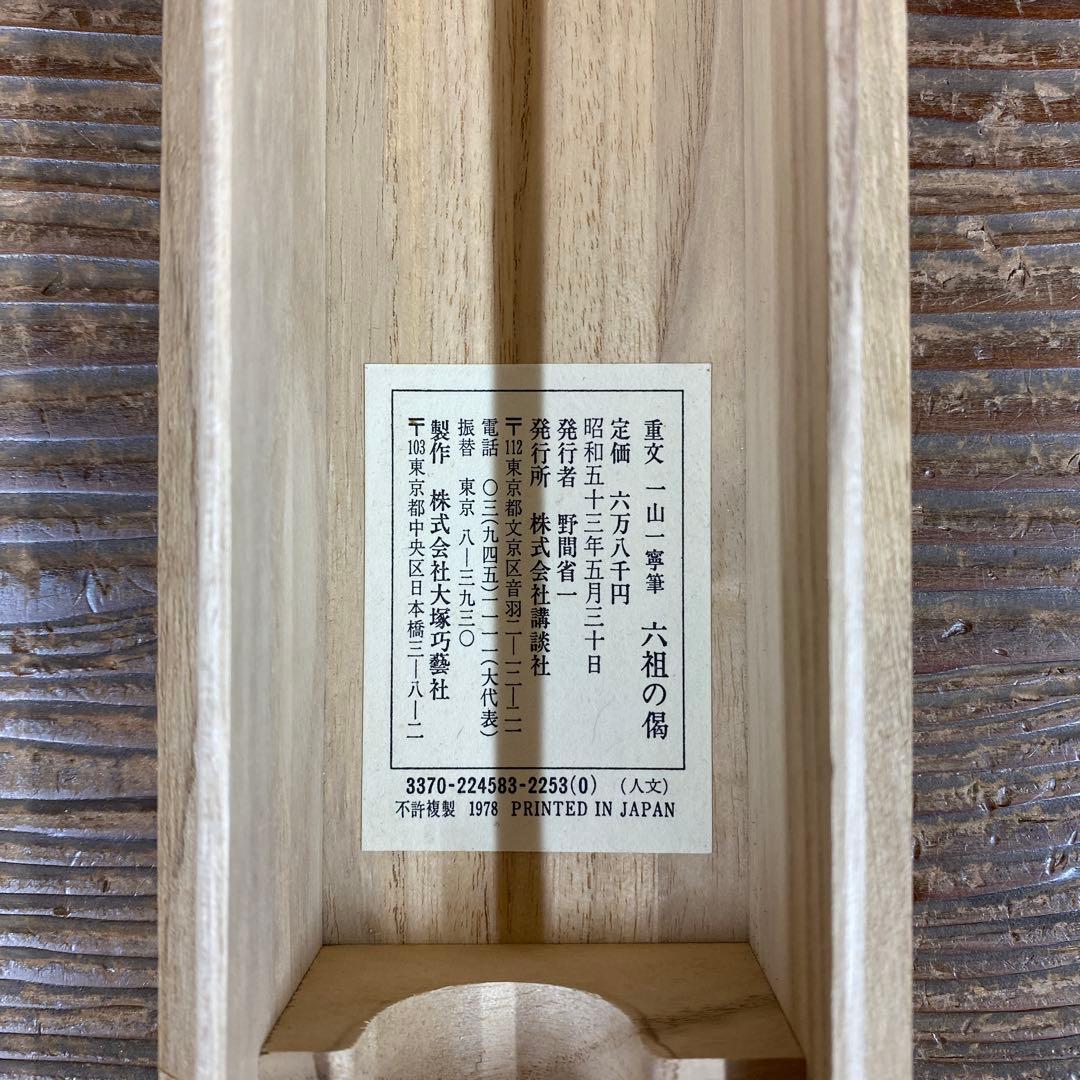 重文 一山一寧筆 六祖の偈
定価 六万八千円
昭和五十三年五月三十日
発行者 野間省一
発行所 株式会社講談社
〒112東京都文京区音羽二―一二―二一
電話 〇三(九四五)一一一一(大代表)
振替 東京 八―三九三〇
製作 株式会社大塚巧藝社
〒103東京都中央区日本橋三―八―二
3370-224583-2253(0) (人文)
不許複製 1978 PRINTED IN JAPAN